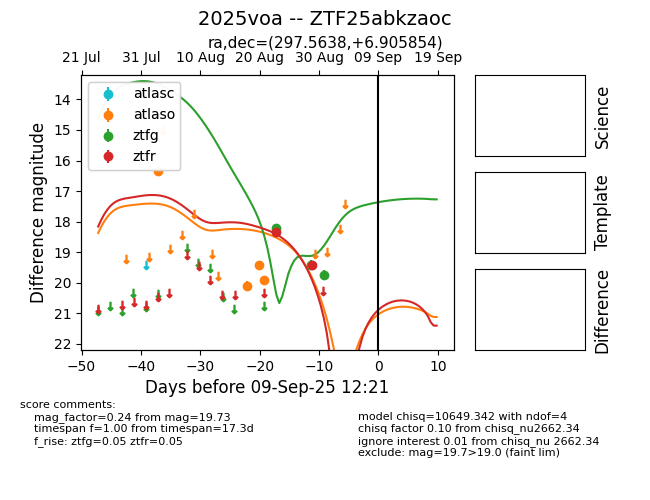 2025voa -- ZTF25abkzaoc
ra,dec=(297.5638,+6.905854)
21 Jul 31 Jul 10 Aug 20 Aug 30 Aug 09 Sep 19 Sep
atlasc
atlaso
ztfg
ztfr
14
15
16
17
18
19
20
21
22
Difference magnitude
−50 −40 −30 −20 −10 0 10
Days before 09-Sep-25 12:21
Science
Template
Difference
score comments:
mag_factor=0.24 from mag=19.73
timespan f=1.00 from timespan=17.3d
f_rise: ztfg=0.05 ztfr=0.05
model chisq=10649.342 with ndof=4
chisq factor 0.10 from chisq_nu2662.34
ignore interest 0.01 from chisq_nu 2662.34
exclude: mag=19.7>19.0 (faint lim)